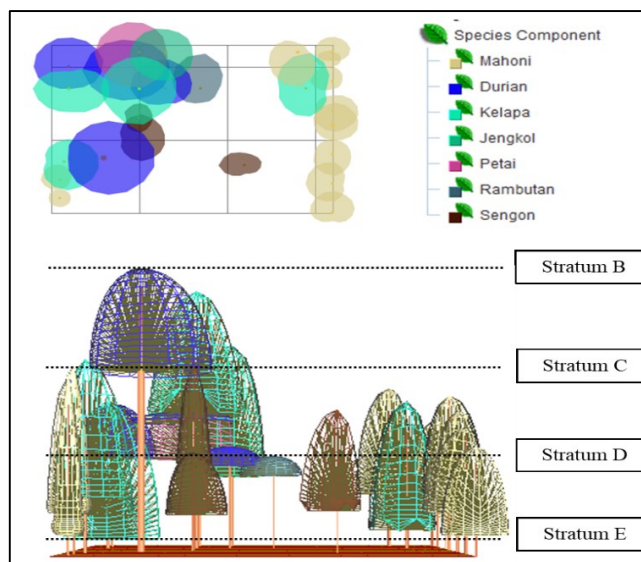 Species Component
Mahoni
Durian
Kelapa
Jengkol
Petai
Rambutan
Sengon
Stratum B
Stratum C
Stratum D
Stratum E